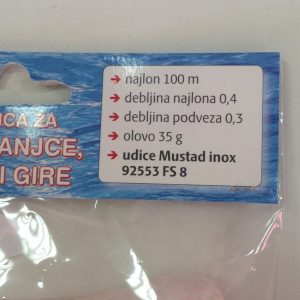 ICA ZA
ANJCE,
I GIRE
→ najlon 100 m
→ debljina najlona 0,4
→ debljina podveza 0,3
→ olovo 35 g
→ udice Mustad inox
92553 FS 8